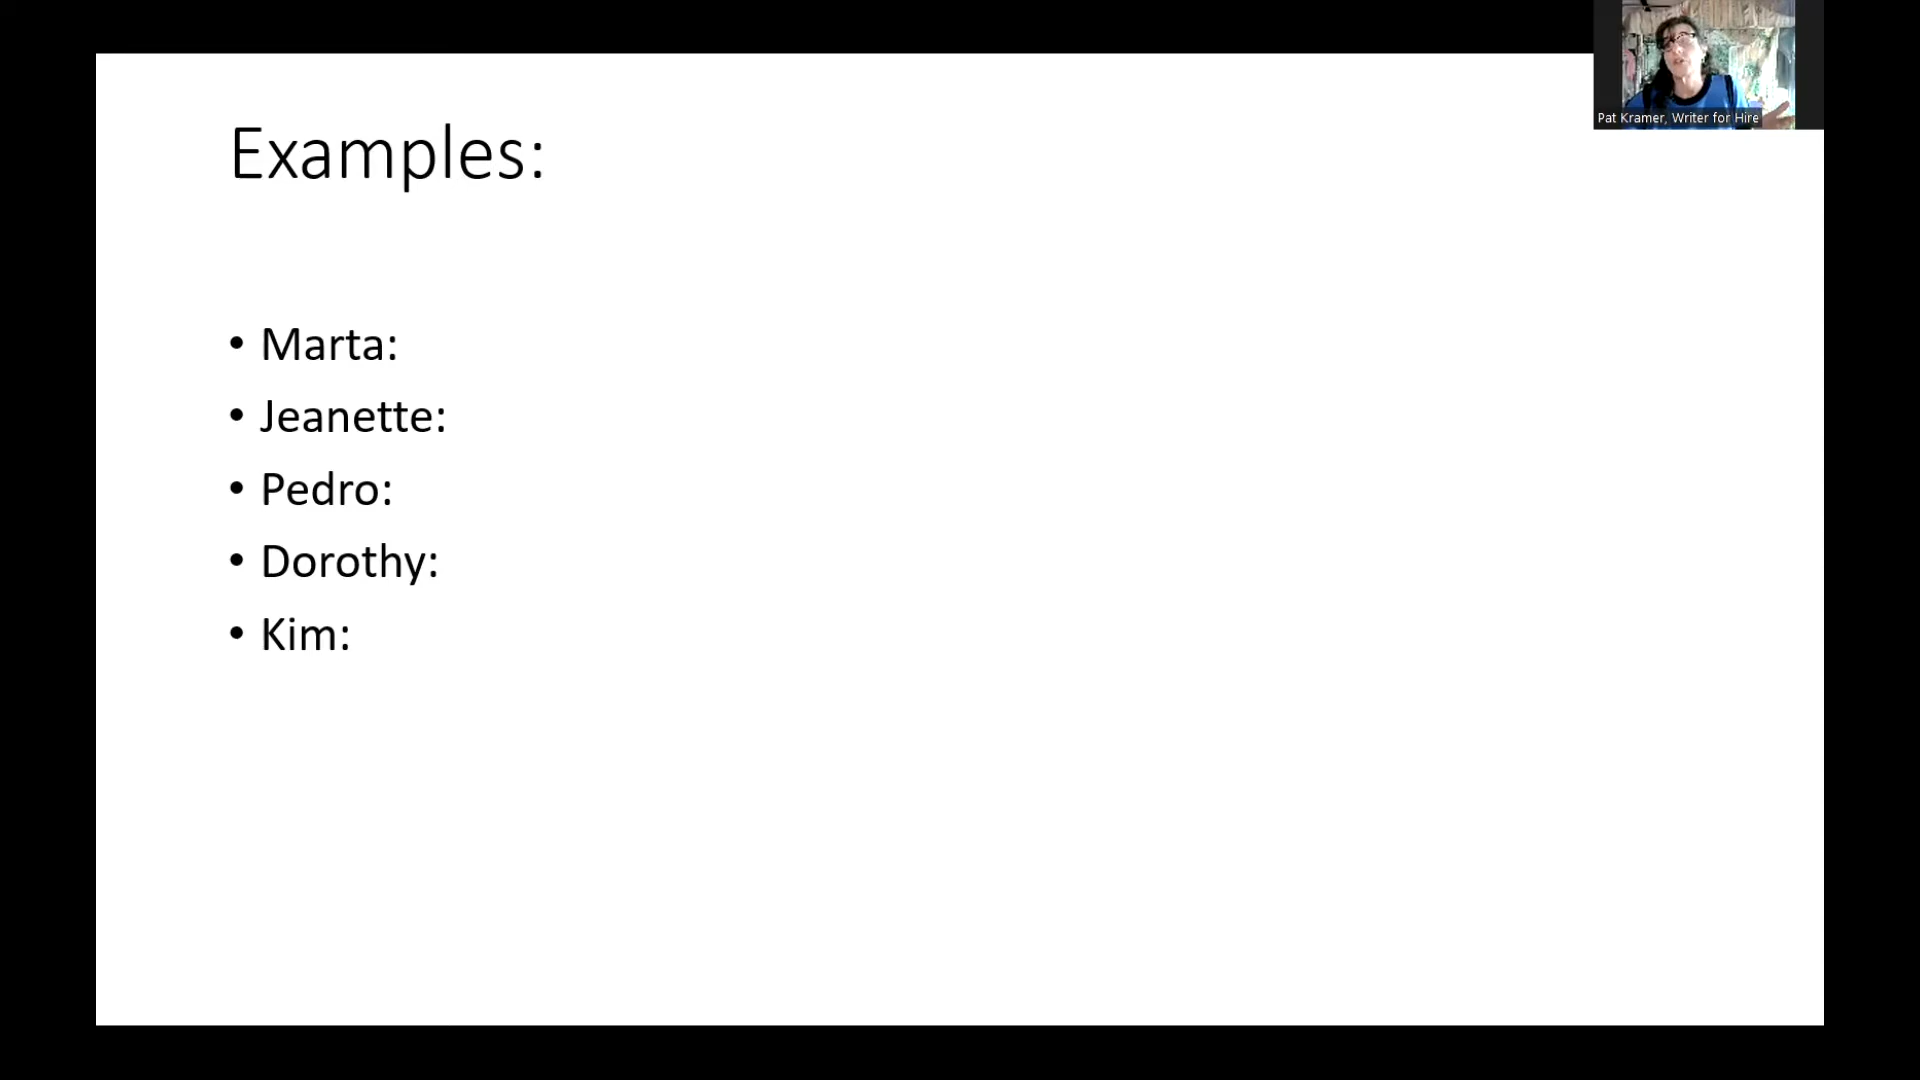 Pat Kramer, Writer for Hire
Examples:
• Marta:
• Jeanette:
• Pedro:
• Dorothy:
• Kim: